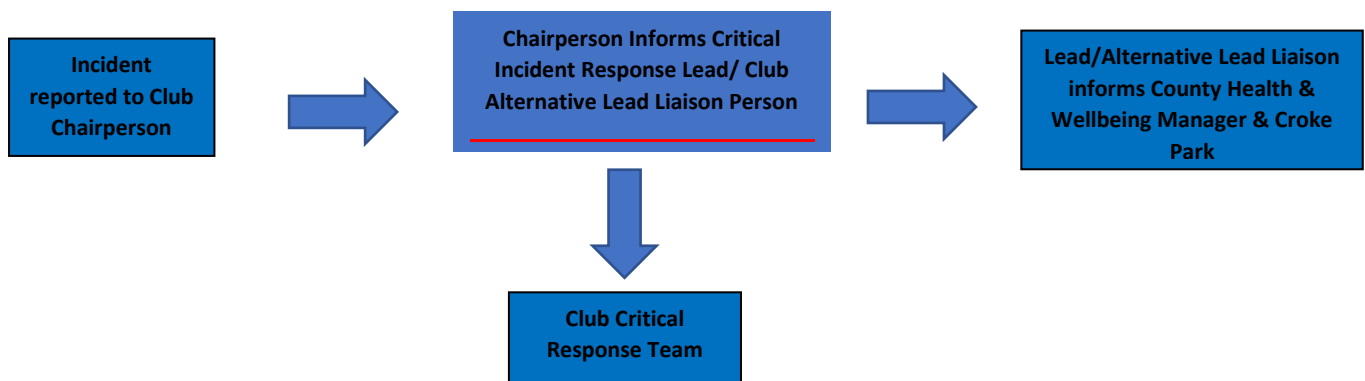 Incident
reported to Club
Chairperson
Chairperson Informs Critical
Incident Response Lead/ Club
Alternative Lead Liaison Person
Lead/Alternative Lead Liaison
informs County Health &
Wellbeing Manager & Croke
Park
Club Critical
Response Team